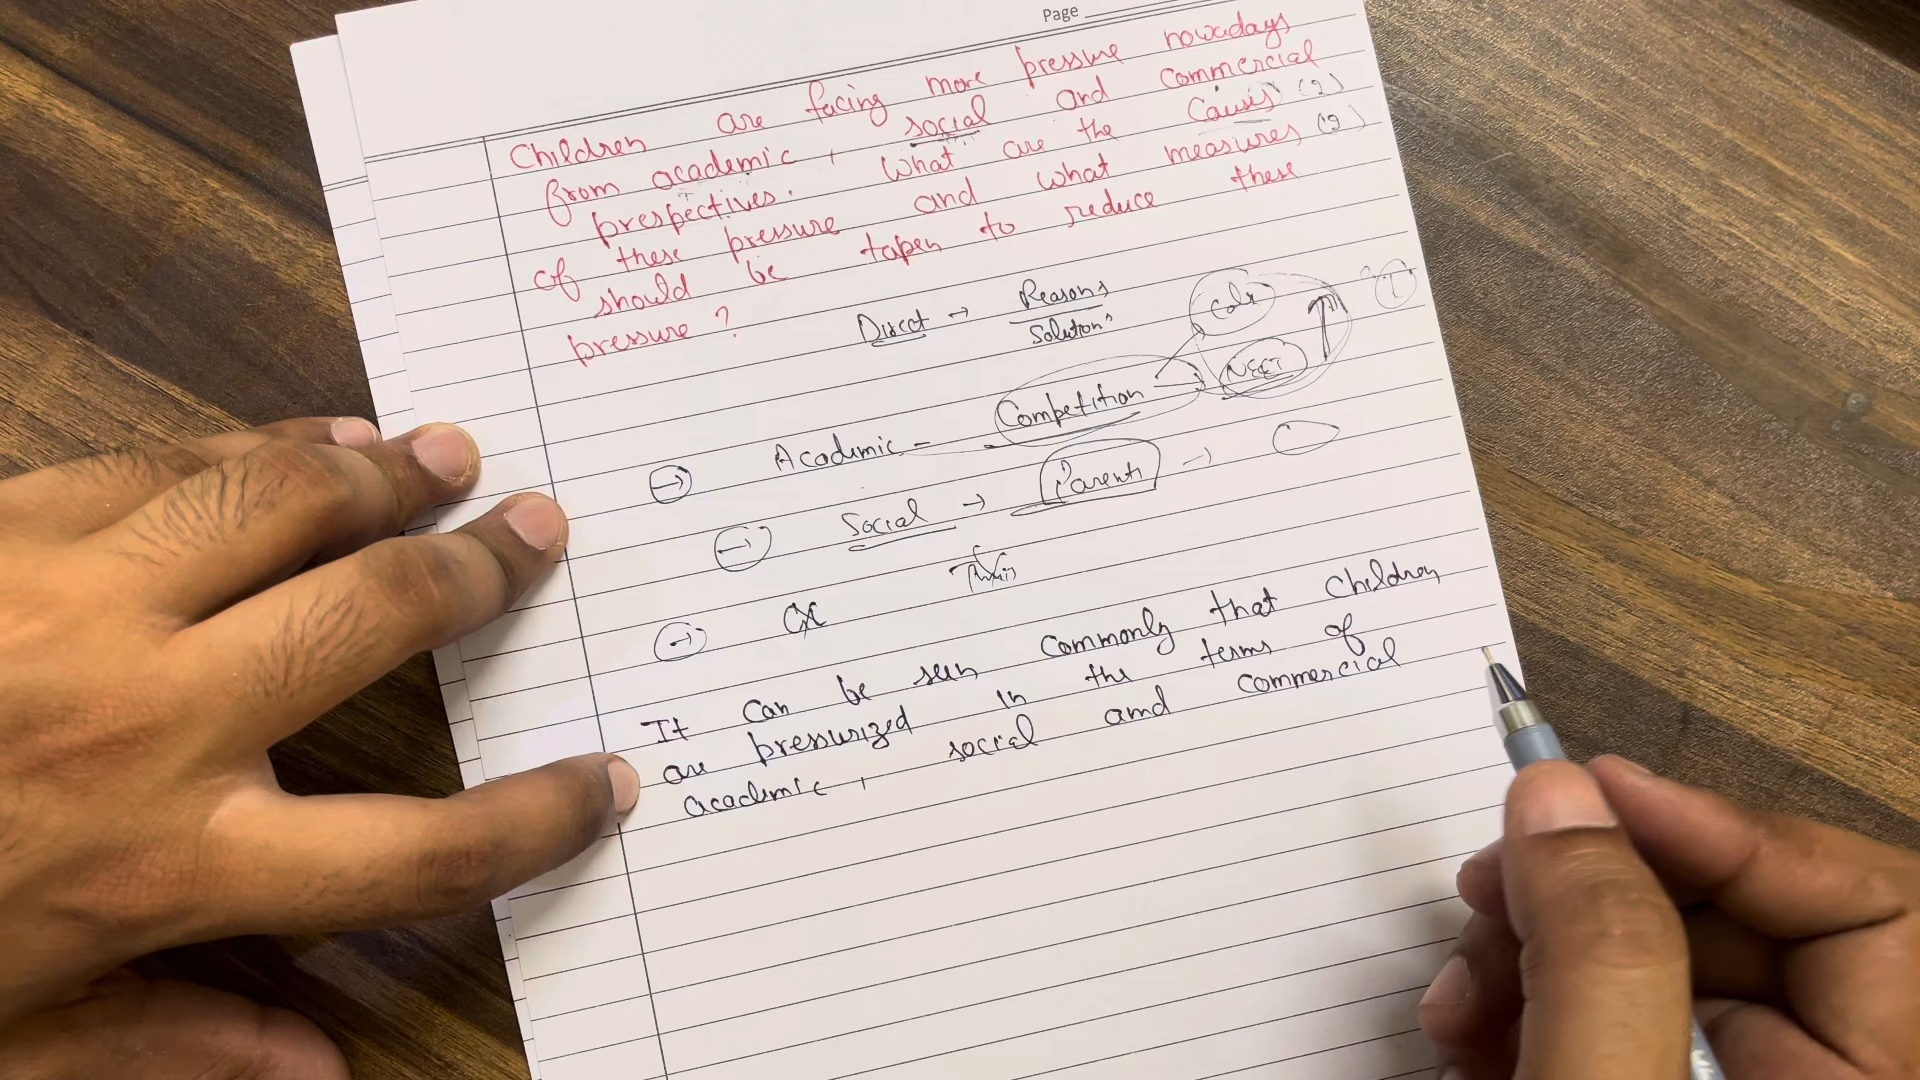 Page
Children are facing more pressure nowadays
from academic, social and commercial
prespectives. What are the causes (2)
of these pressure and what measures (2)
should be taken to reduce these
pressure ?
Direct → Reasons
Solution
Academic - Competition
NEET
Social → Parents →
It can be seen commonly that children
are pressurized in the terms of
academic, social and commercial